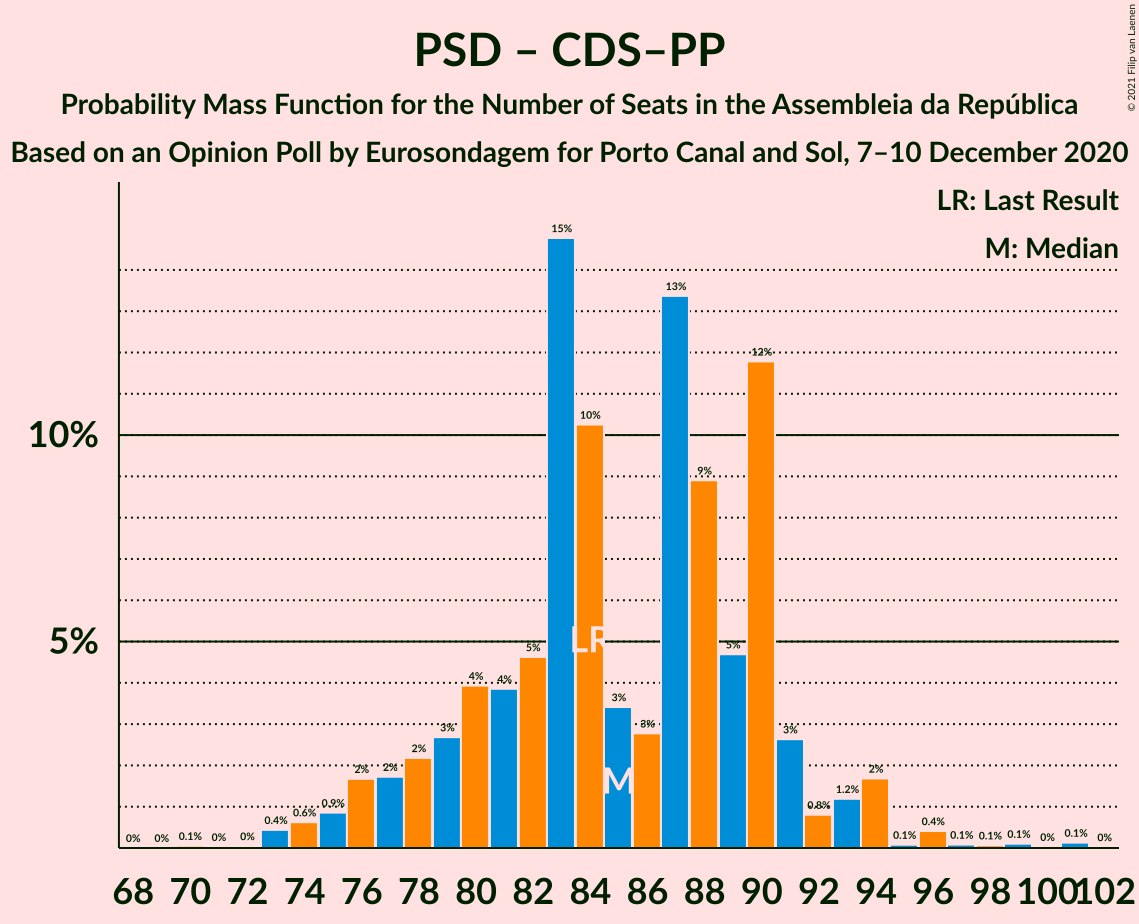 PSD – CDS–PP
Probability Mass Function for the Number of Seats in the Assembleia da República
Based on an Opinion Poll by Eurosondagem for Porto Canal and Sol, 7–10 December 2020
© 2021 Filip van Laenen
LR: Last Result
M: Median
10%
5%
0% 0% 0.1% 0% 0% 0.4% 0.6% 0.9% 2% 2% 2% 3% 4% 4% 5% 15% 10% 3% 3% 13% 9% 5% 12% 3% 0.8% 1.2% 2% 0.1% 0.4% 0.1% 0.1% 0.1% 0% 0.1% 0%
LR
M
68 70 72 74 76 78 80 82 84 86 88 90 92 94 96 98 100 102